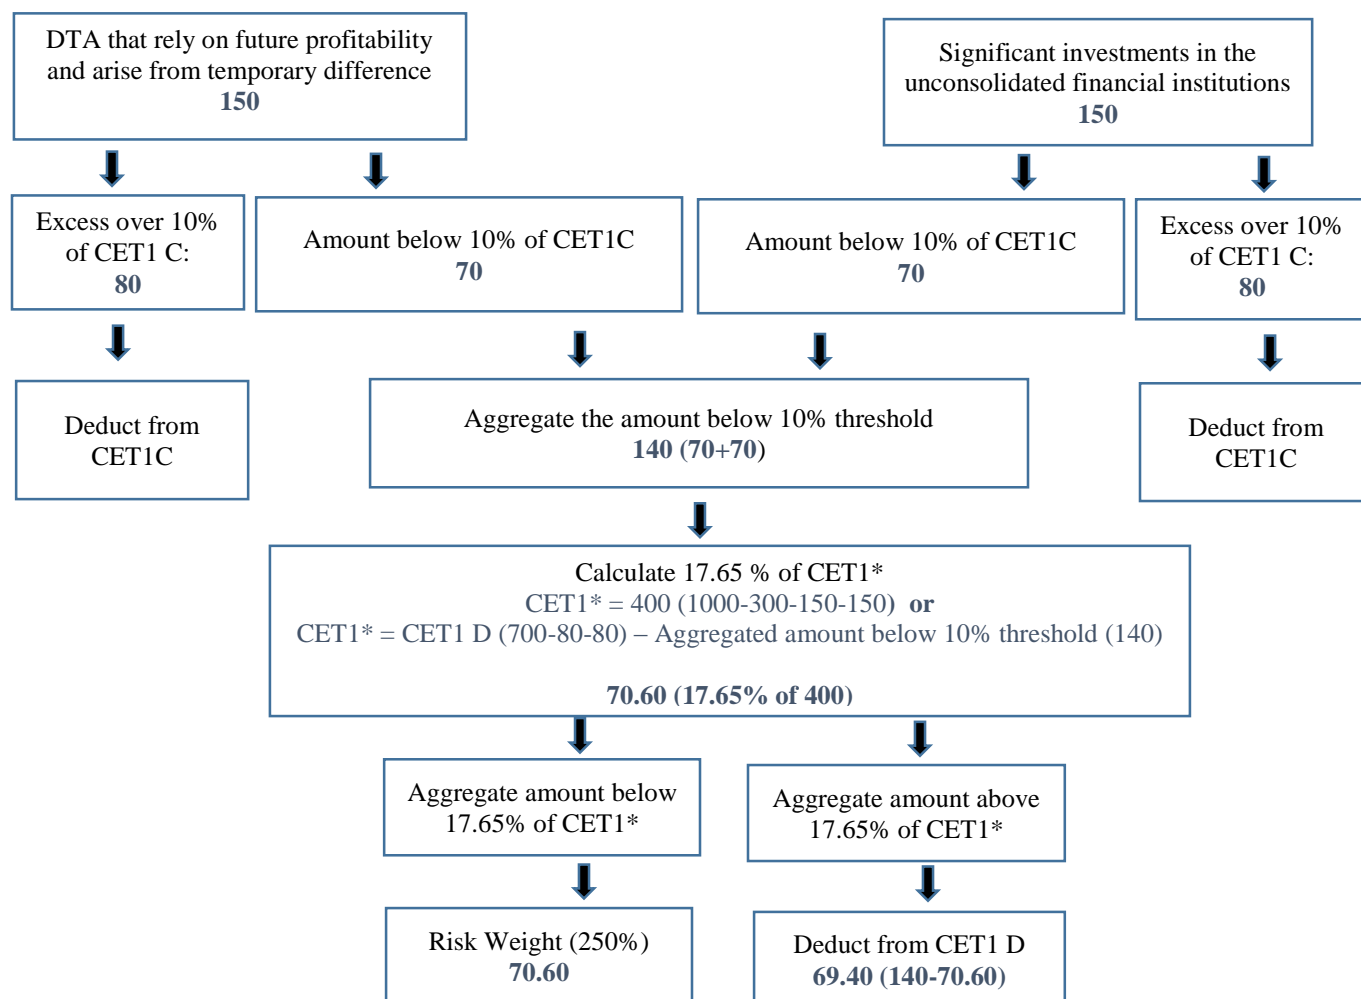 DTA that rely on future profitability
and arise from temporary difference
150
Significant investments in the
unconsolidated financial institutions
150
Excess over 10%
of CET1 C:
80
Amount below 10% of CET1C
70
Amount below 10% of CET1C
70
Excess over 10%
of CET1 C:
80
Deduct from
CET1C
Aggregate the amount below 10% threshold
140 (70+70)
Deduct from
CET1C
Calculate 17.65 % of CET1*
CET1* = 400 (1000-300-150-150) or
CET1* = CET1 D (700-80-80) – Aggregated amount below 10% threshold (140)
70.60 (17.65% of 400)
Aggregate amount below
17.65% of CET1*
Aggregate amount above
17.65% of CET1*
Risk Weight (250%)
70.60
Deduct from CET1 D
69.40 (140-70.60)